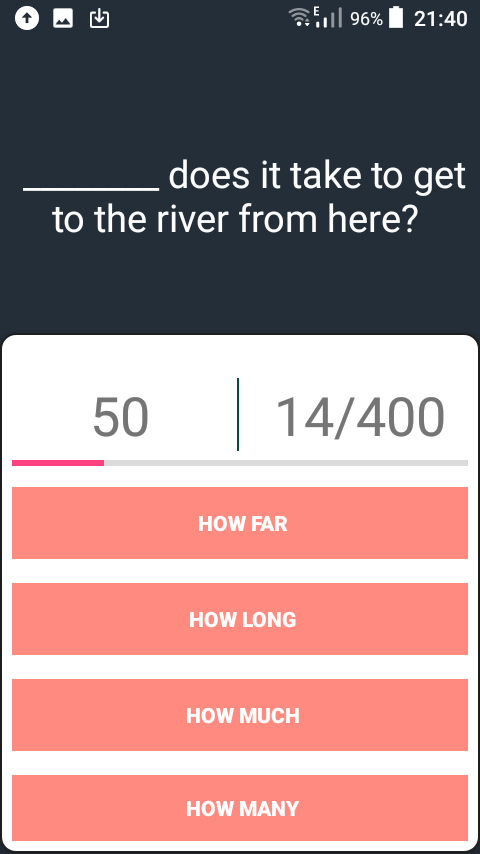 E 96% 21:40
________ does it take to get
to the river from here?
50 14/400
HOW FAR
HOW LONG
HOW MUCH
HOW MANY